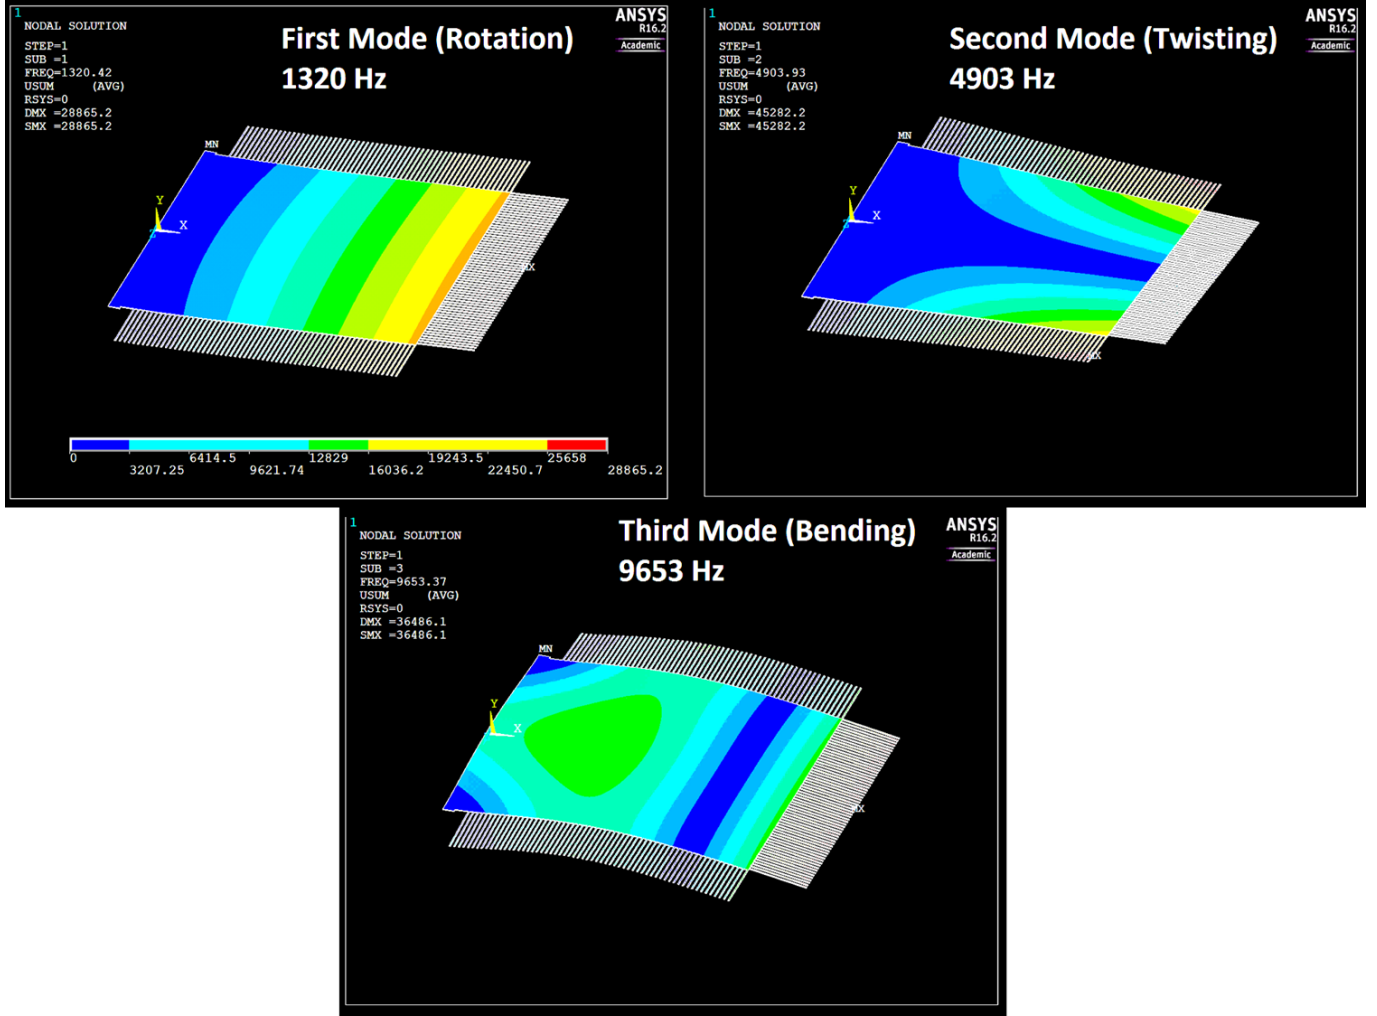 1
NODAL SOLUTION
STEP=1
SUB =1
FREQ=1320.42
USUM (AVG)
RSYS=0
DMX =28865.2
SMX =28865.2
First Mode (Rotation)
1320 Hz
ANSYS
R16.2
Academic
MN
Y
X
Z
MX
0 6414.5 12829 19243.5 25658
3207.25 9621.74 16036.2 22450.7 28865.2
1
NODAL SOLUTION
STEP=1
SUB =2
FREQ=4903.93
USUM (AVG)
RSYS=0
DMX =45282.2
SMX =45282.2
Second Mode (Twisting)
4903 Hz
ANSYS
R16.2
Academic
MN
Y
X
Z
MX
1
NODAL SOLUTION
STEP=1
SUB =3
FREQ=9653.37
USUM (AVG)
RSYS=0
DMX =36486.1
SMX =36486.1
Third Mode (Bending)
9653 Hz
ANSYS
R16.2
Academic
MN
Y
X
Z
MX